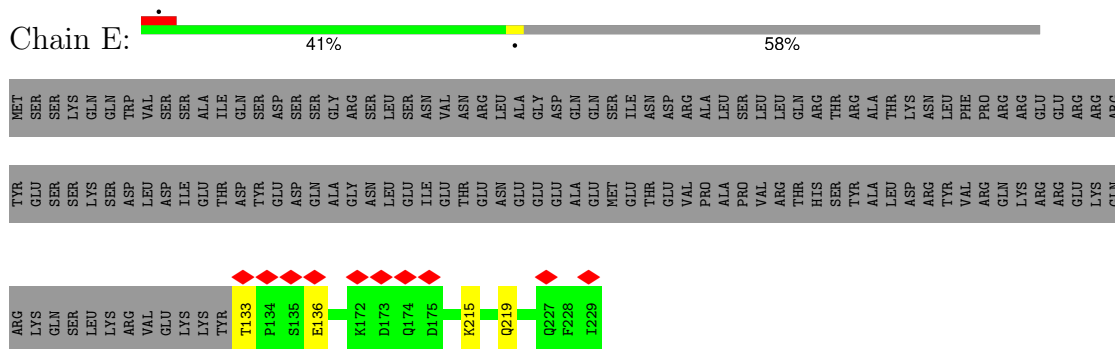 Chain E:
41%
•
58%
MET SER SER LYS GLN GLN TRP VAL SER SER ALA ILE GLN SER ASP SER SER GLY ARG SER LEU SER ASN VAL ASN ARG LEU ALA GLY ASP GLN GLN SER ILE ASN ASP ARG ALA LEU SER LEU LEU GLN ARG THR ARG ALA THR LYS ASN LEU PHE PRO ARG ARG GLU GLU ARG ARG ARG
TYR GLU SER SER LYS SER ASP LEU ASP ILE GLU THR ASP TYR GLU ASP GLN ALA GLY ASN LEU GLU ILE GLU THR GLU ASN GLU GLU GLU ALA GLU MET GLU THR GLU VAL PRO ALA PRO VAL ARG THR HIS SER TYR ALA LEU ASP ARG TYR VAL ARG GLN LYS ARG ARG GLU LYS GLN
ARG LYS GLN SER LEU LYS ARG VAL GLU LYS LYS TYR T133 P134 S135 E136 K172 D173 Q174 D175 K215 Q219 Q227 F228 I229